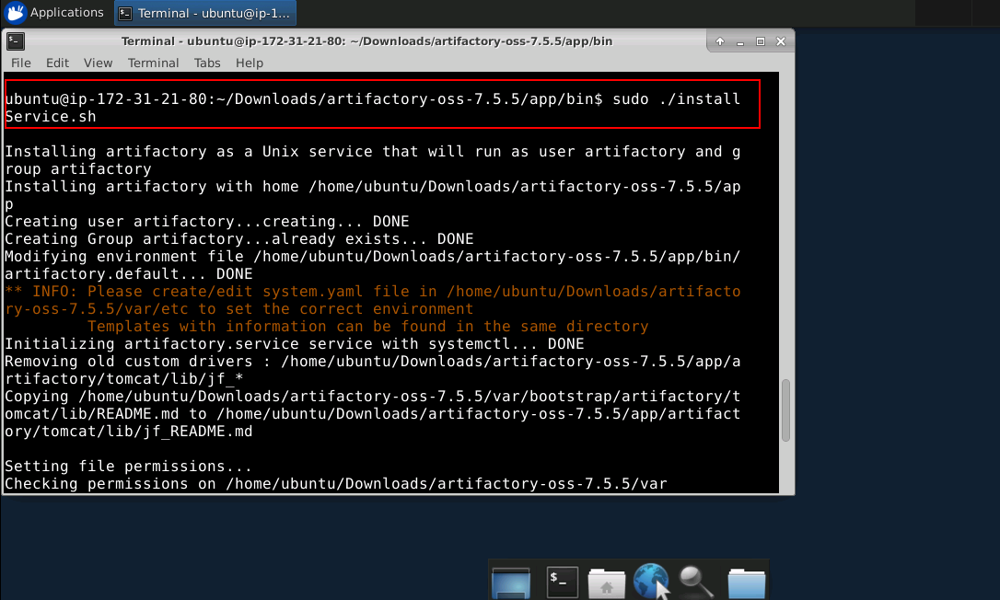 Applications
Terminal - ubuntu@ip-1...
Terminal - ubuntu@ip-172-31-21-80: ~/Downloads/artifactory-oss-7.5.5/app/bin
File Edit View Terminal Tabs Help
ubuntu@ip-172-31-21-80:~/Downloads/artifactory-oss-7.5.5/app/bin$ sudo ./install
Service.sh
Installing artifactory as a Unix service that will run as user artifactory and g
roup artifactory
Installing artifactory with home /home/ubuntu/Downloads/artifactory-oss-7.5.5/ap
p
Creating user artifactory...creating... DONE
Creating Group artifactory...already exists... DONE
Modifying environment file /home/ubuntu/Downloads/artifactory-oss-7.5.5/app/bin/
artifactory.default... DONE
** INFO: Please create/edit system.yaml file in /home/ubuntu/Downloads/artifacto
ry-oss-7.5.5/var/etc to set the correct environment
Templates with information can be found in the same directory
Initializing artifactory.service service with systemctl... DONE
Removing old custom drivers : /home/ubuntu/Downloads/artifactory-oss-7.5.5/app/a
rtifactory/tomcat/lib/jf_*
Copying /home/ubuntu/Downloads/artifactory-oss-7.5.5/var/bootstrap/artifactory/t
omcat/lib/README.md to /home/ubuntu/Downloads/artifactory-oss-7.5.5/app/artifact
ory/tomcat/lib/jf_README.md
Setting file permissions...
Checking permissions on /home/ubuntu/Downloads/artifactory-oss-7.5.5/var
$_